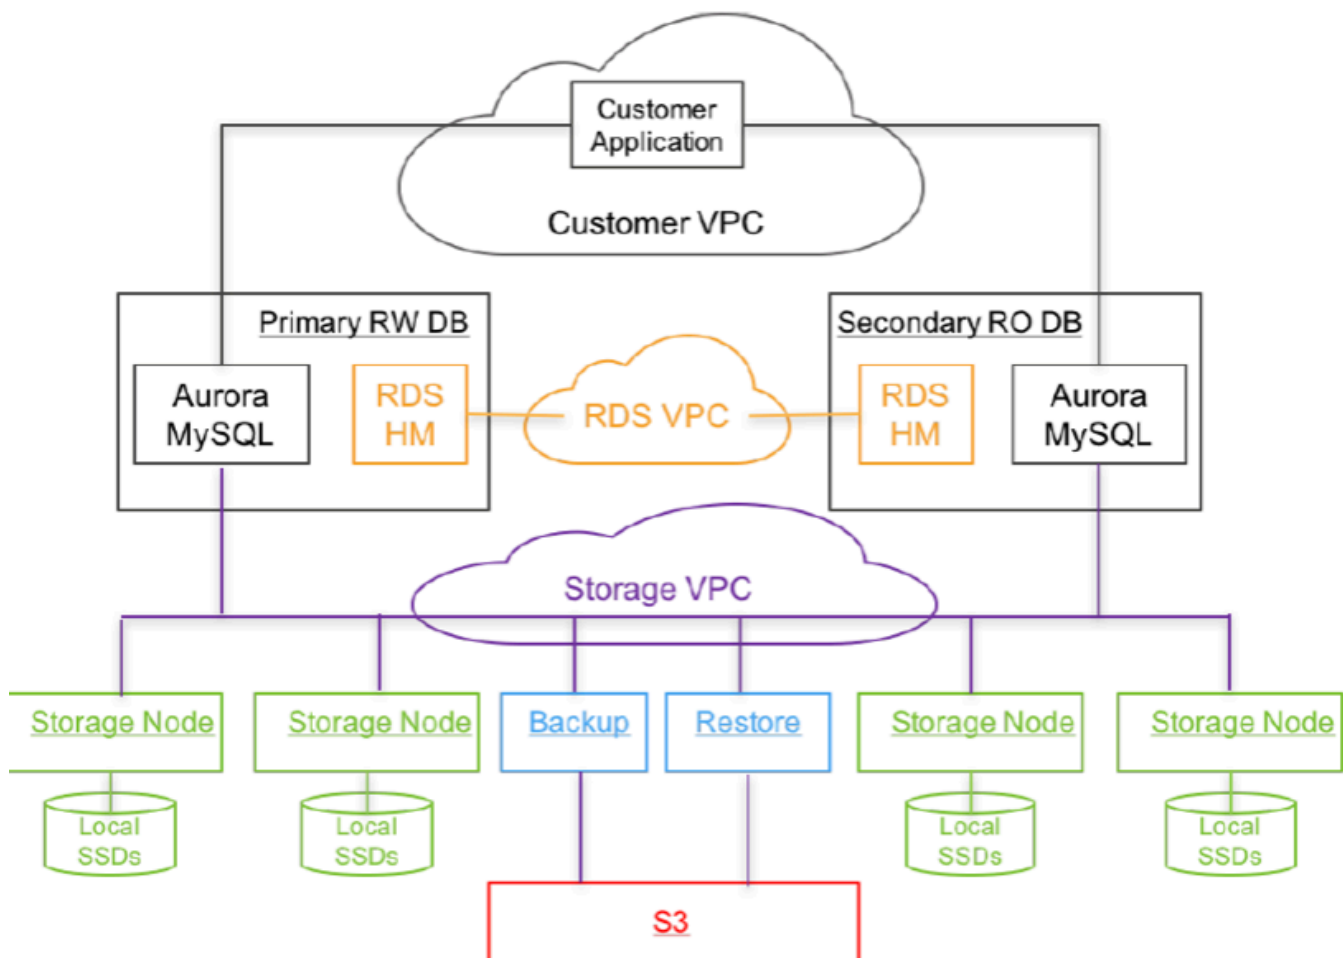 Customer
Application
Customer VPC
Primary RW DB
Secondary RO DB
Aurora
MySQL
RDS
HM
RDS VPC
RDS
HM
Aurora
MySQL
Storage VPC
Storage Node
Storage Node
Backup
Restore
Storage Node
Storage Node
Local
SSDs
Local
SSDs
Local
SSDs
Local
SSDs
S3